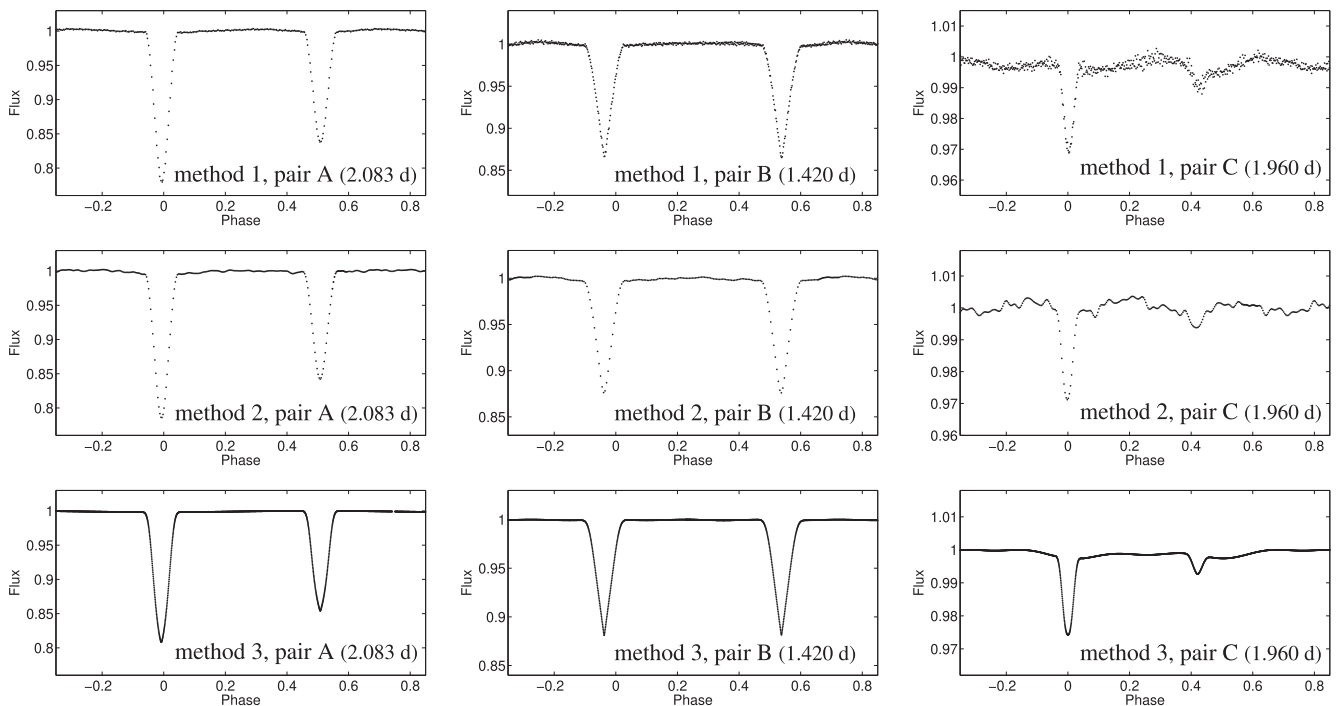 1
0.95
0.9
0.85
0.8
Flux
−0.2 0 0.2 0.4 0.6 0.8
Phase
method 1, pair A (2.083 d)
1
0.95
0.9
0.85
Flux
−0.2 0 0.2 0.4 0.6 0.8
Phase
method 1, pair B (1.420 d)
1.01
1
0.99
0.98
0.97
0.96
Flux
−0.2 0 0.2 0.4 0.6 0.8
Phase
method 1, pair C (1.960 d)
1
0.95
0.9
0.85
0.8
Flux
−0.2 0 0.2 0.4 0.6 0.8
Phase
method 2, pair A (2.083 d)
1
0.95
0.9
0.85
Flux
−0.2 0 0.2 0.4 0.6 0.8
Phase
method 2, pair B (1.420 d)
1.01
1
0.99
0.98
0.97
0.96
Flux
−0.2 0 0.2 0.4 0.6 0.8
Phase
method 2, pair C (1.960 d)
1
0.95
0.9
0.85
0.8
Flux
−0.2 0 0.2 0.4 0.6 0.8
Phase
method 3, pair A (2.083 d)
1
0.95
0.9
0.85
Flux
−0.2 0 0.2 0.4 0.6 0.8
Phase
method 3, pair B (1.420 d)
1.01
1
0.99
0.98
0.97
Flux
−0.2 0 0.2 0.4 0.6 0.8
Phase
method 3, pair C (1.960 d)